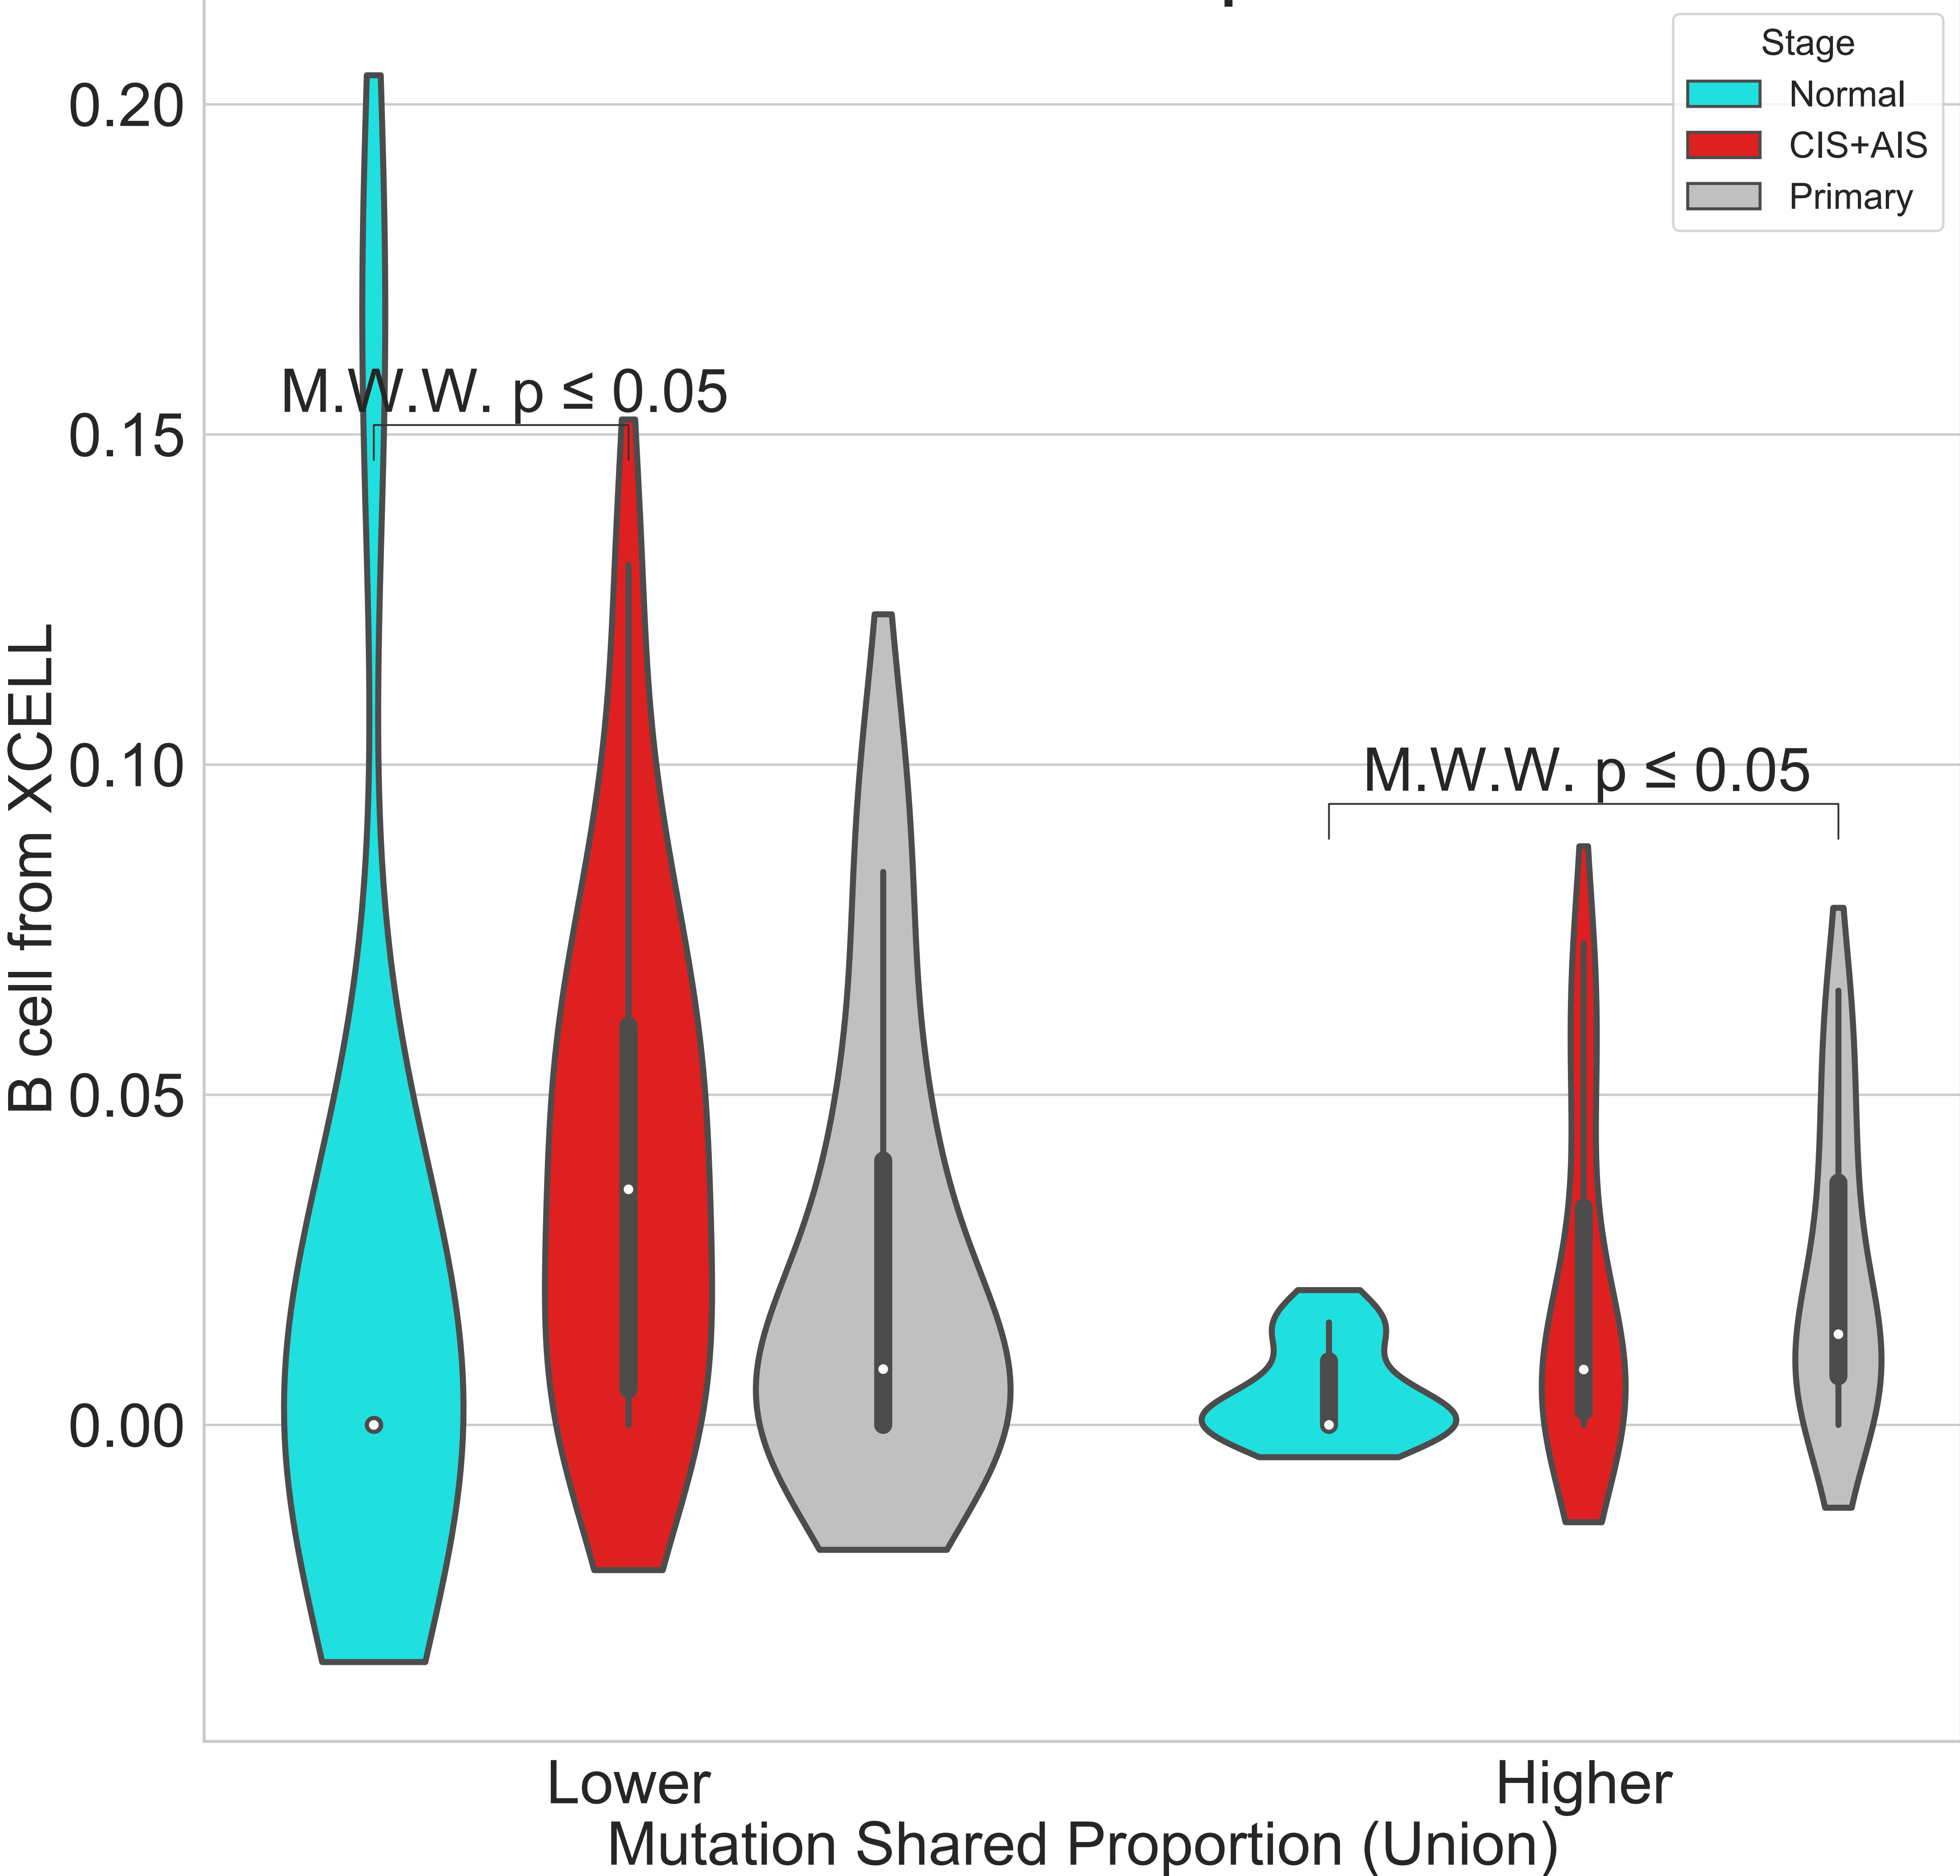 Stage
Normal
CIS+AIS
Primary
0.20
0.15
0.10
0.05
0.00
B cell from XCELL
M.W.W. p ≤ 0.05
M.W.W. p ≤ 0.05
Lower
Higher
Mutation Shared Proportion (Union)